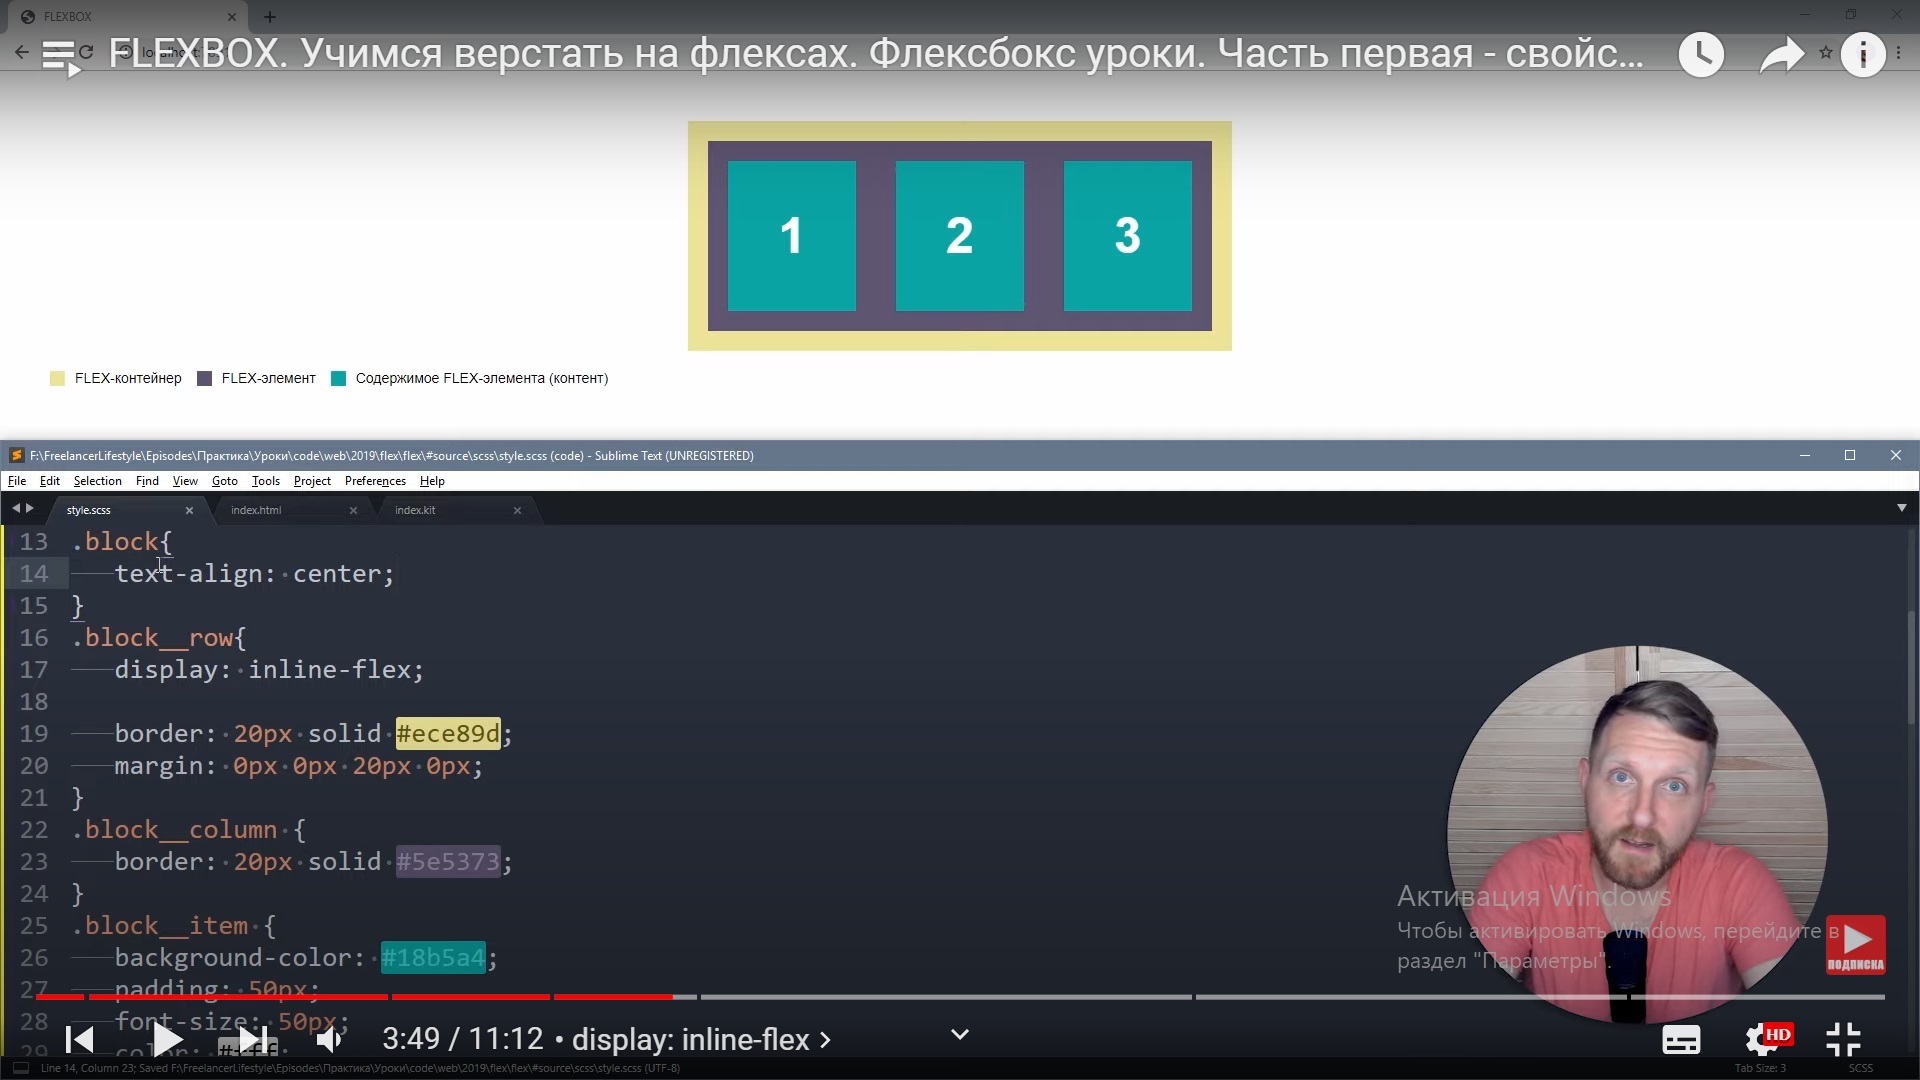 FLEXBOX
FLEXBOX. Учимся верстать на флексах. Флексбокс уроки. Часть первая - свойс...
1
2
3
FLEX-контейнер
FLEX-элемент
Содержимое FLEX-элемента (контент)
F:\FreelancerLifestyle\Episodes\Практика\Уроки\code\web\2019\flex\flex\#source\scss\style.scss (code) - Sublime Text (UNREGISTERED)
File Edit Selection Find View Goto Tools Project Preferences Help
style.scss
index.html
index.kit
13 .block{
14 text-align: center;
15 }
16 .block__row{
17 display: inline-flex;
18
19 border: 20px solid #ece89d;
20 margin: 0px 0px 20px 0px;
21 }
22 .block__column {
23 border: 20px solid #5e5373;
24 }
25 .block__item {
26 background-color: #18b5a4;
27 padding: 50px;
28 font-size: 50px;
29 color: #fff;
Активация Windows
Чтобы активировать Windows, перейдите в
раздел "Параметры".
ПОДПИСКА
3:49 / 11:12 • display: inline-flex
HD
Line 14, Column 23; Saved F:\FreelancerLifestyle\Episodes\Практика\Уроки\code\web\2019\flex\flex\#source\scss\style.scss (UTF-8)
Tab Size: 3
SCSS